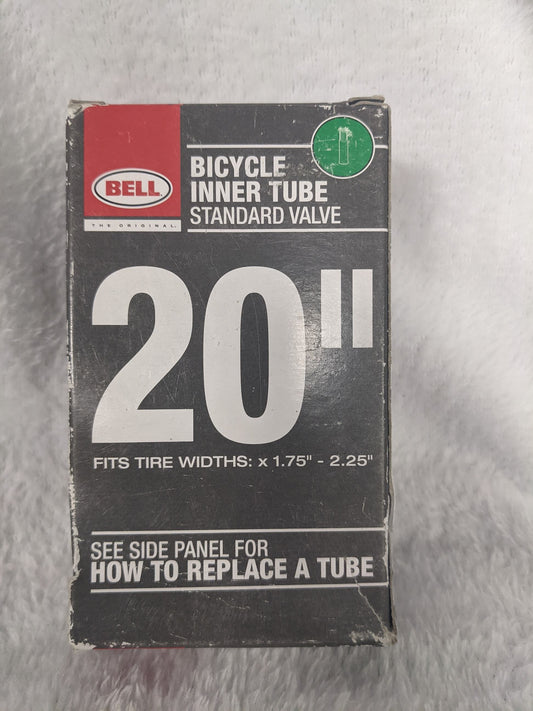 BELL
THE ORIGINAL.
BICYCLE
INNER TUBE
STANDARD VALVE
20"
FITS TIRE WIDTHS: x 1.75" - 2.25"
SEE SIDE PANEL FOR
HOW TO REPLACE A TUBE